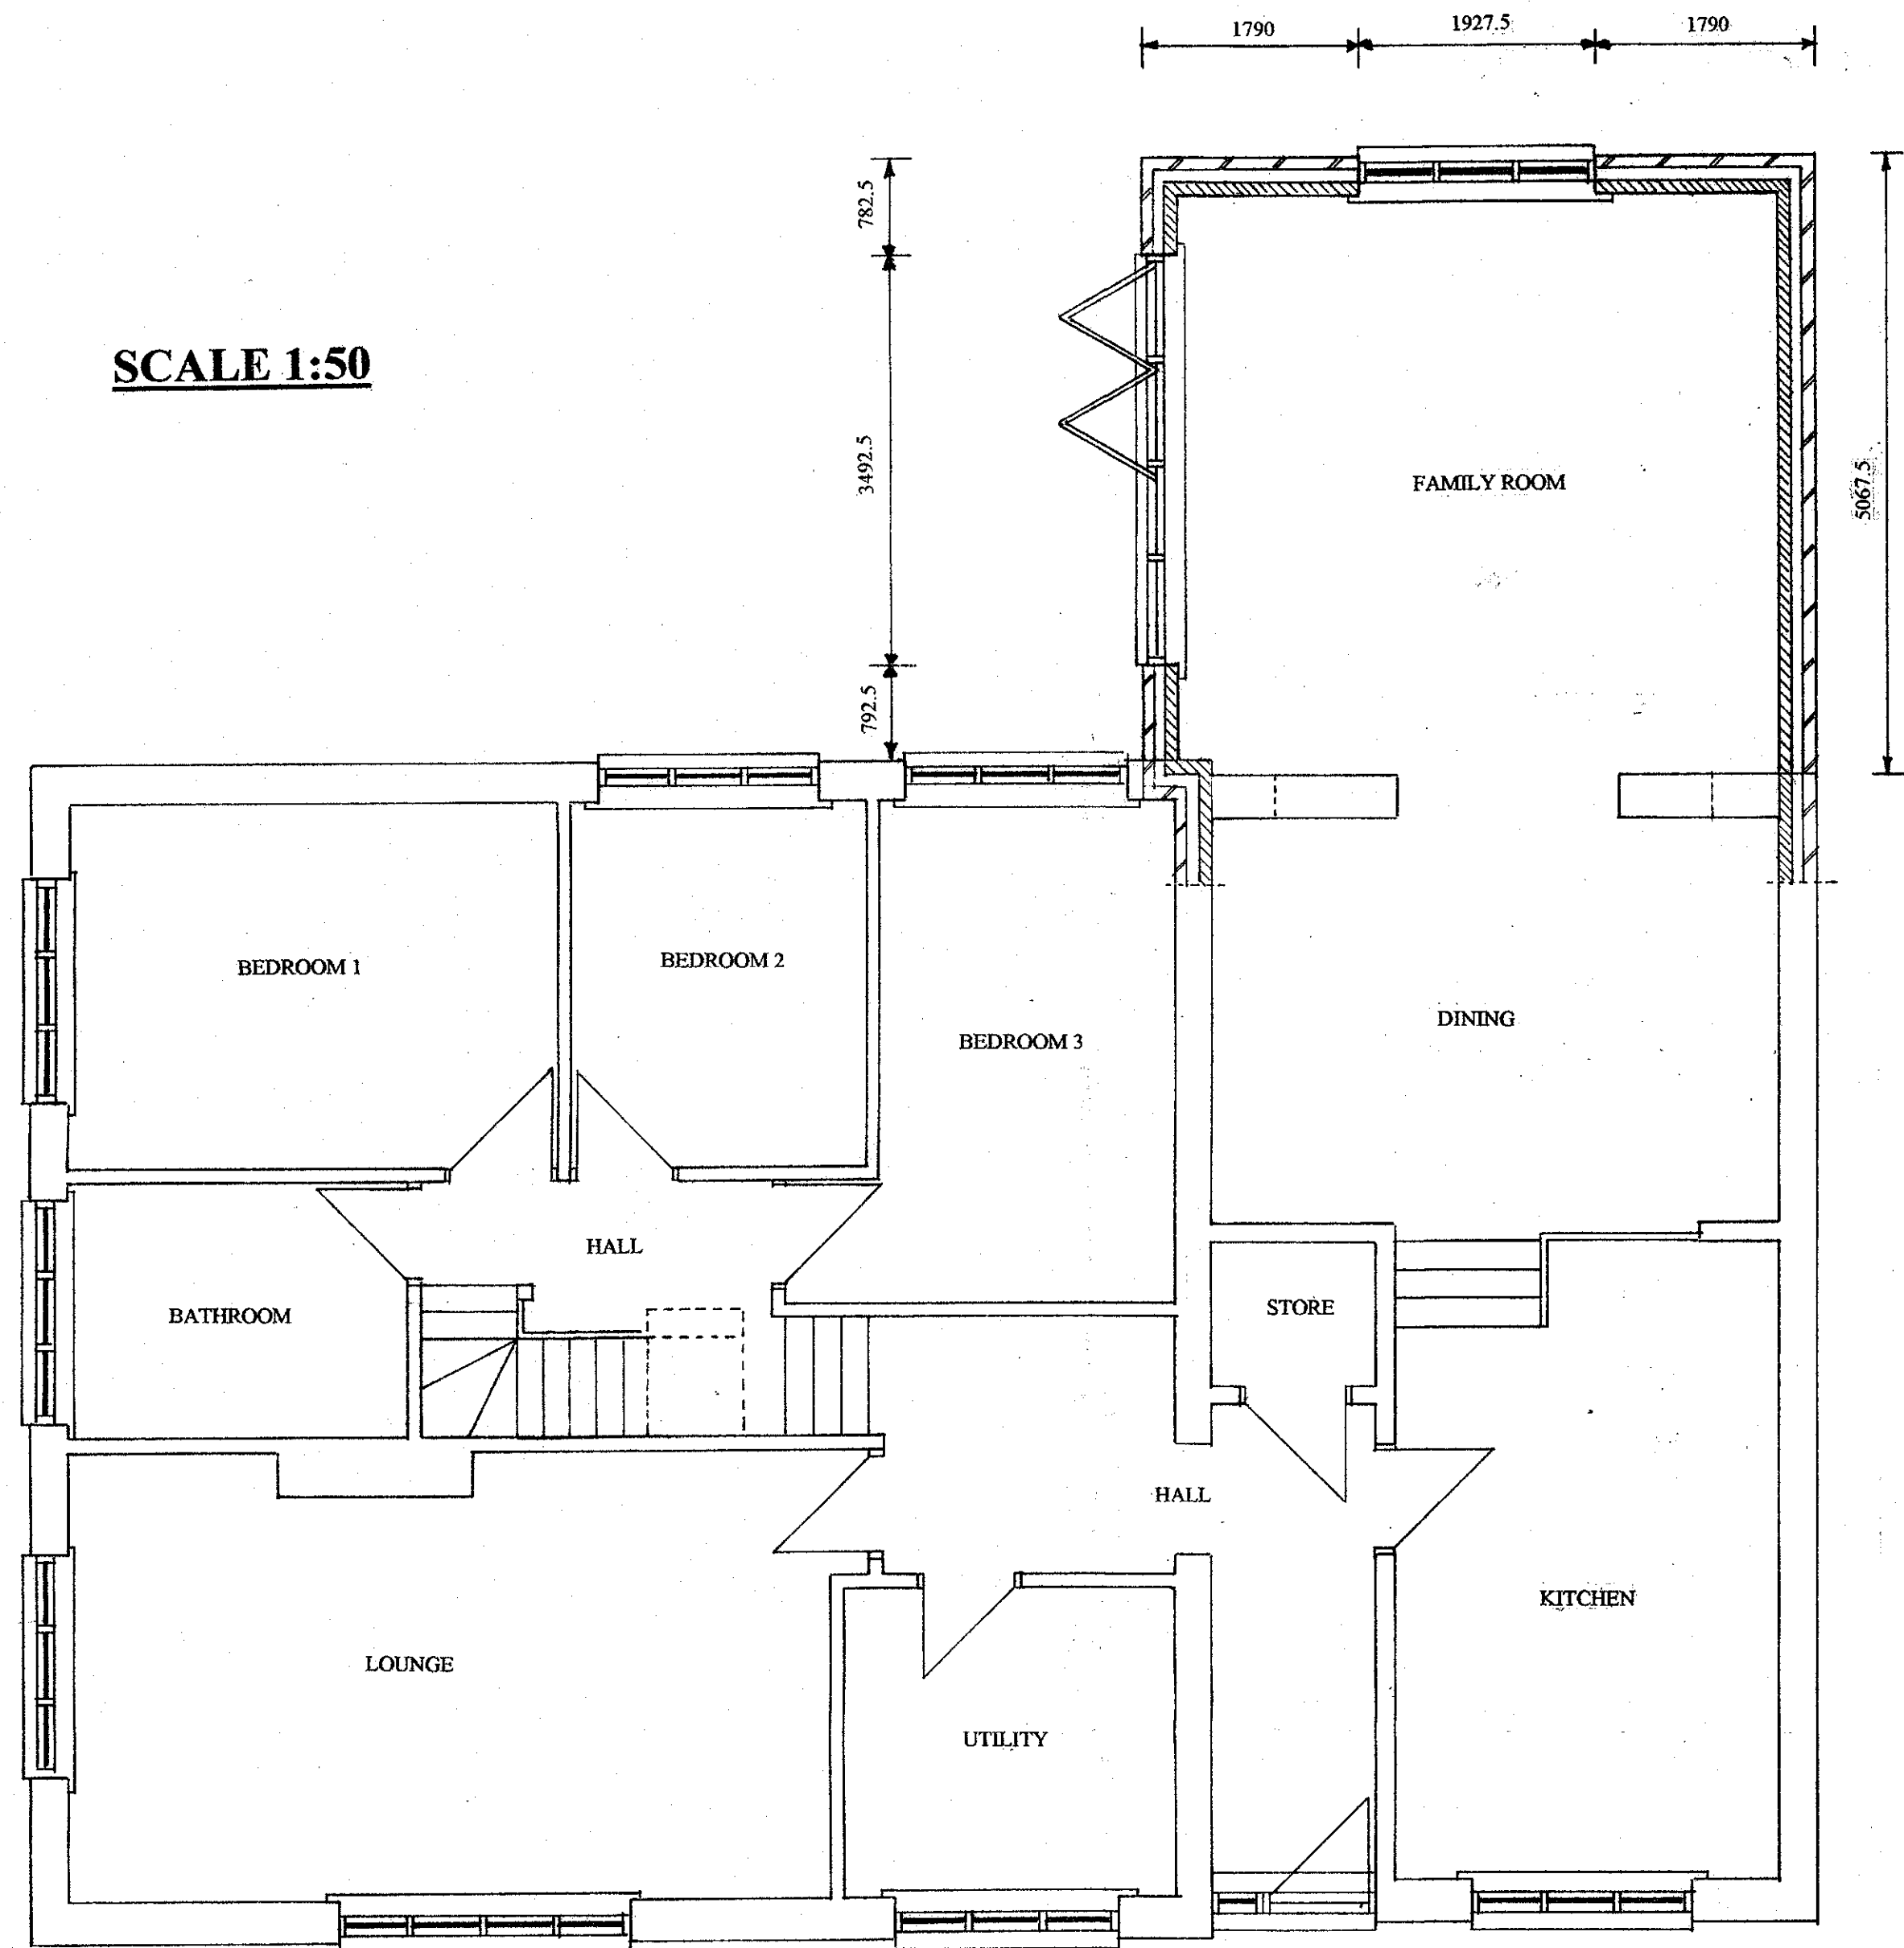 1790
1927.5
1790
782.5
SCALE 1:50
3492.5
FAMILY ROOM
5067.5
792.5
BEDROOM 1
BEDROOM 2
BEDROOM 3
DINING
HALL
BATHROOM
STORE
HALL
KITCHEN
LOUNGE
UTILITY